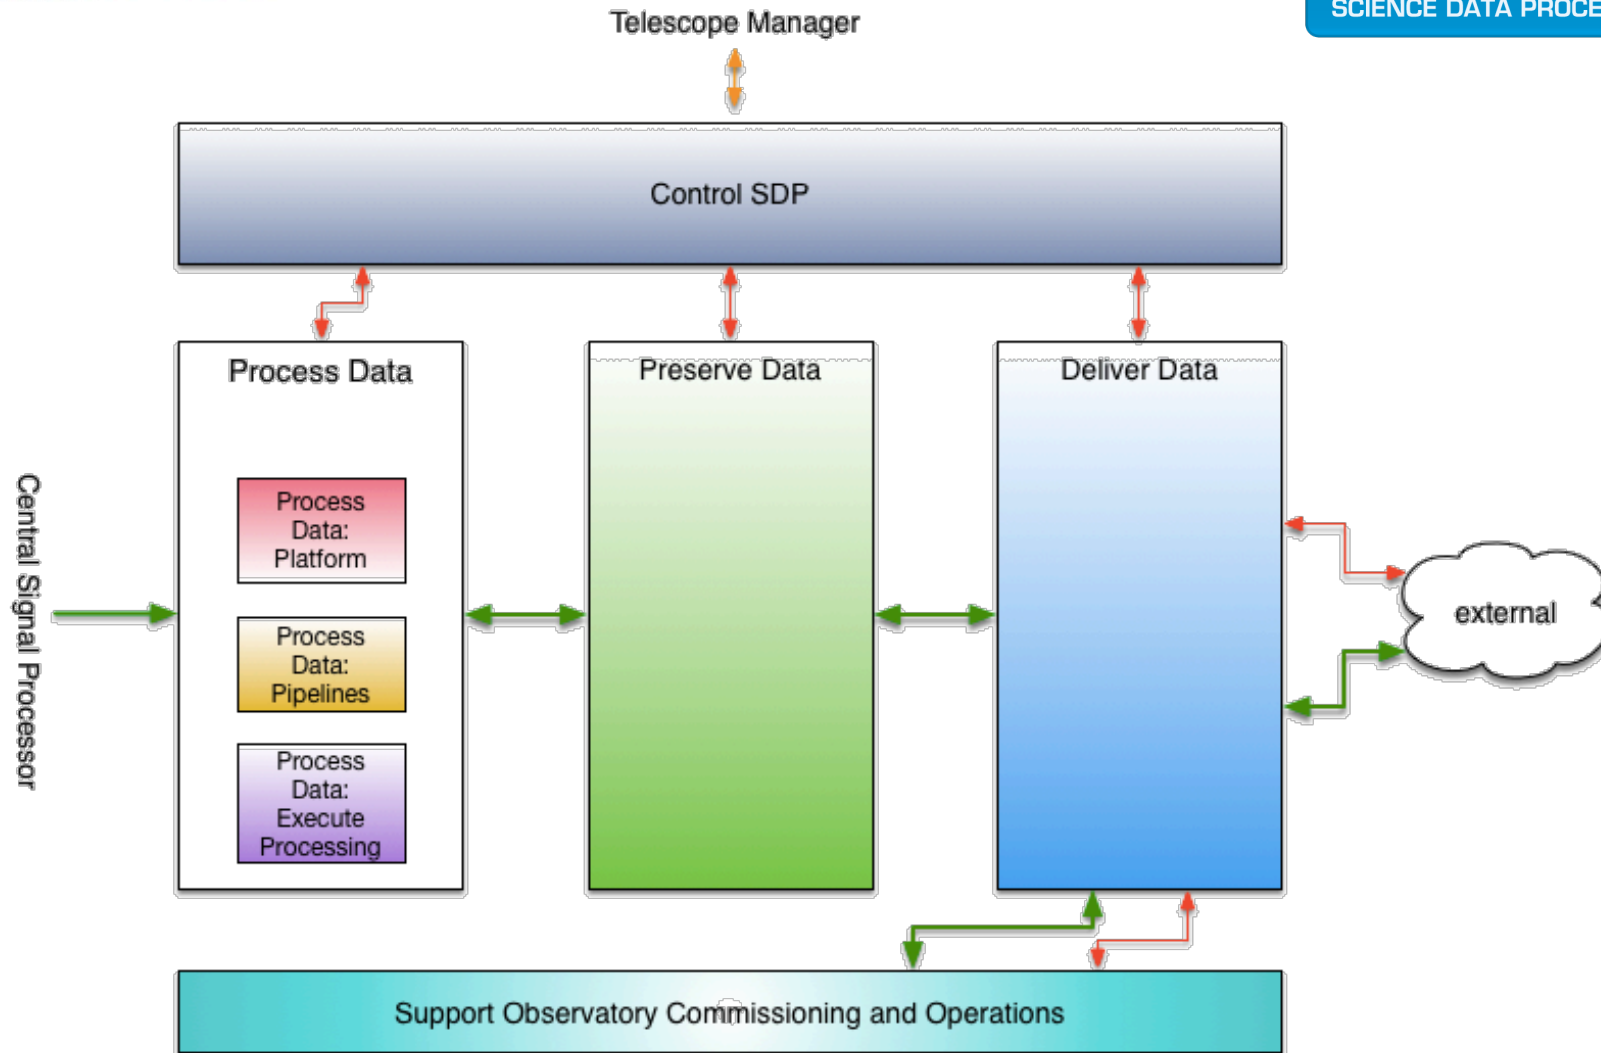 SCIENCE DATA
Telescope Manager
Control SDP
Process Data
Preserve Data
Deliver Data
Process
Data:
Platform
Central Signal Processor
Process
Data:
Pipelines
external
Process
Data:
Execute
Processing
Support Observatory Commissioning and Operations